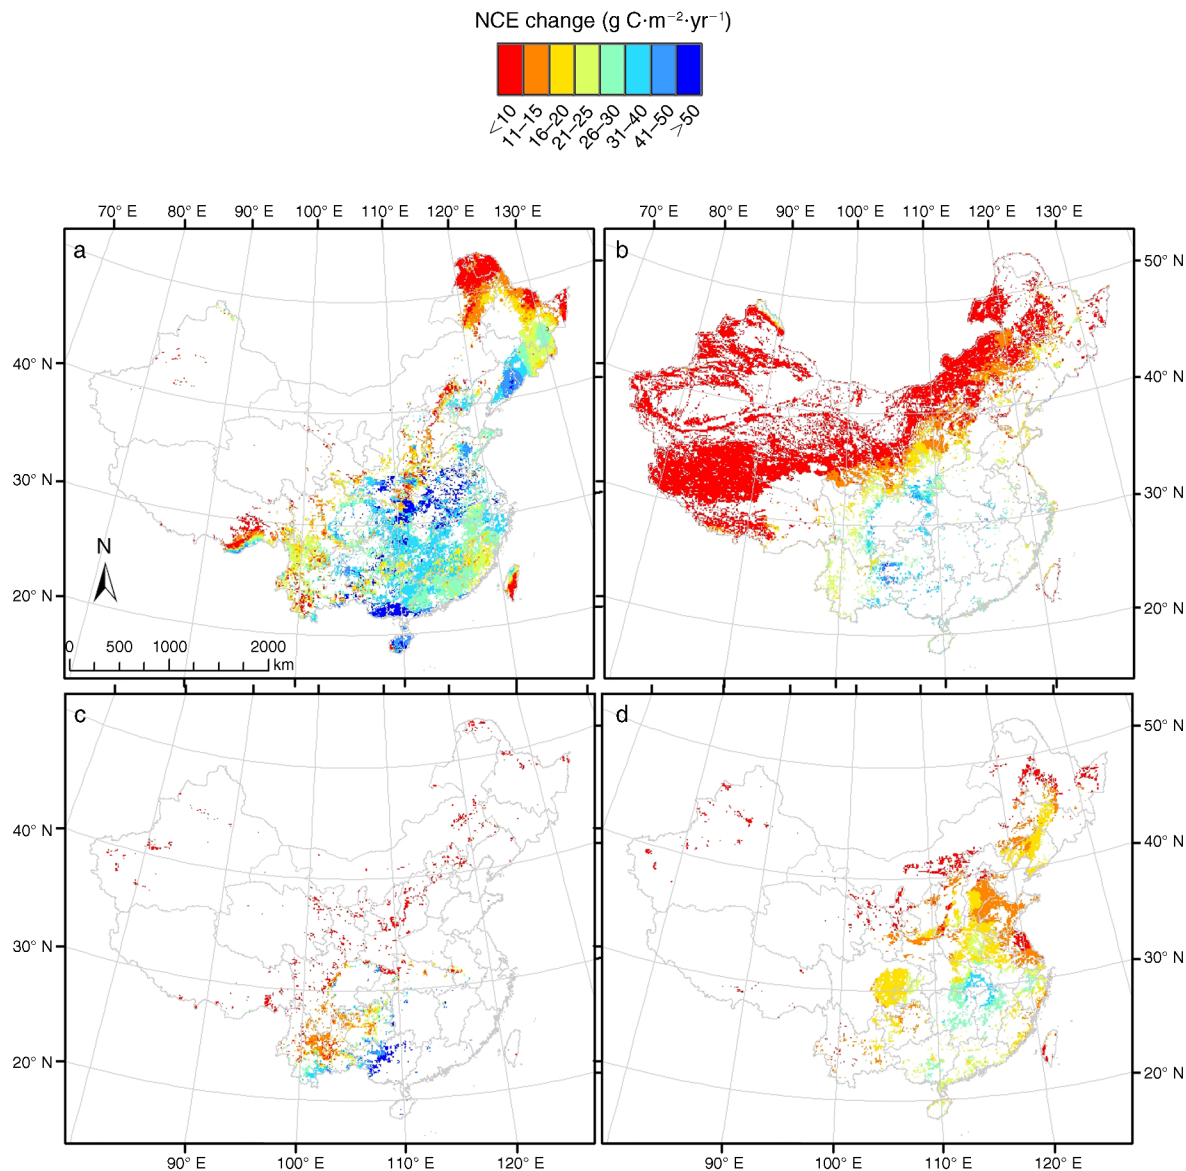 NCE change (g C·m⁻²·yr⁻¹)
<10 11–15 16–20 21–25 26–30 31–40 41–50 >50
70° E 80° E 90° E 100° E 110° E 120° E 130° E 70° E 80° E 90° E 100° E 110° E 120° E 130° E
a b
50° N
40° N 40° N
30° N 30° N
N
20° N 20° N
0 500 1000 2000
km
c d
50° N
40° N 40° N
30° N 30° N
20° N 20° N
90° E 100° E 110° E 120° E 90° E 100° E 110° E 120° E